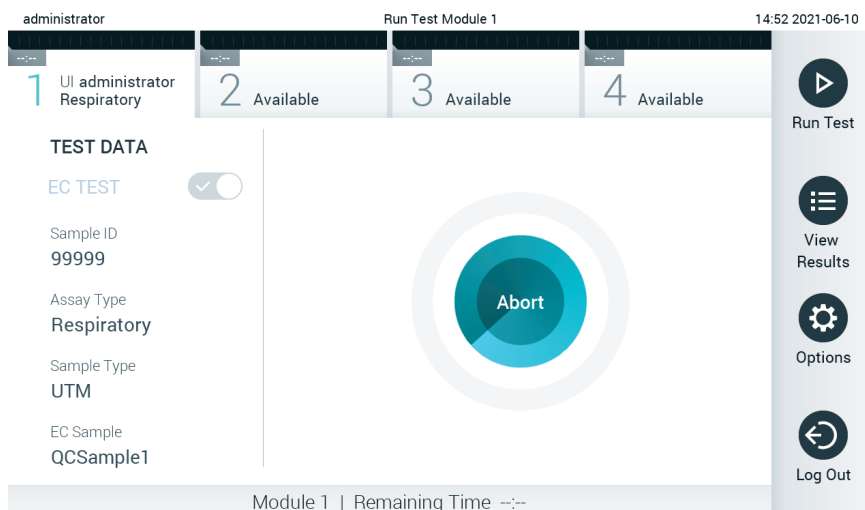 administrator
Run Test Module 1
14:52 2021-06-10
--:--
--:--
--:--
--:--
1 UI administrator
Respiratory
2 Available
3 Available
4 Available
Run Test
TEST DATA
EC TEST
Sample ID
99999
Assay Type
Respiratory
Sample Type
UTM
EC Sample
QCSample1
Abort
View
Results
Options
Log Out
Module 1 | Remaining Time --:--